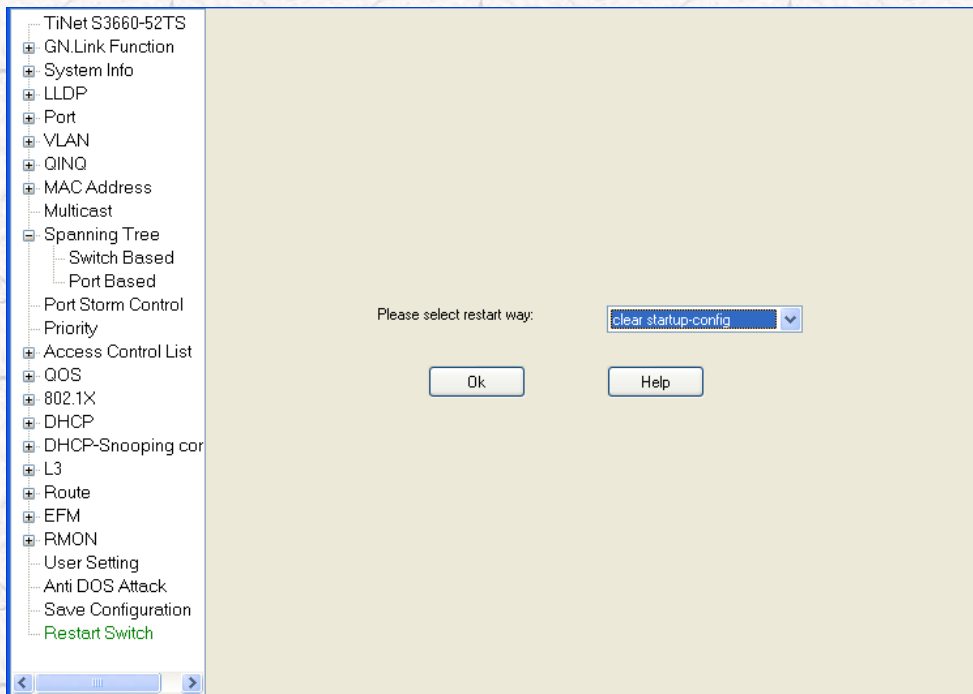 TiNet S3660-52TS
GN.Link Function
System Info
LLDP
Port
VLAN
QINQ
MAC Address
Multicast
Spanning Tree
Switch Based
Port Based
Port Storm Control
Priority
Access Control List
QOS
802.1X
DHCP
DHCP-Snooping cor
L3
Route
EFM
RMON
User Setting
Anti DOS Attack
Save Configuration
Restart Switch
Please select restart way:
clear startup-config
Ok
Help